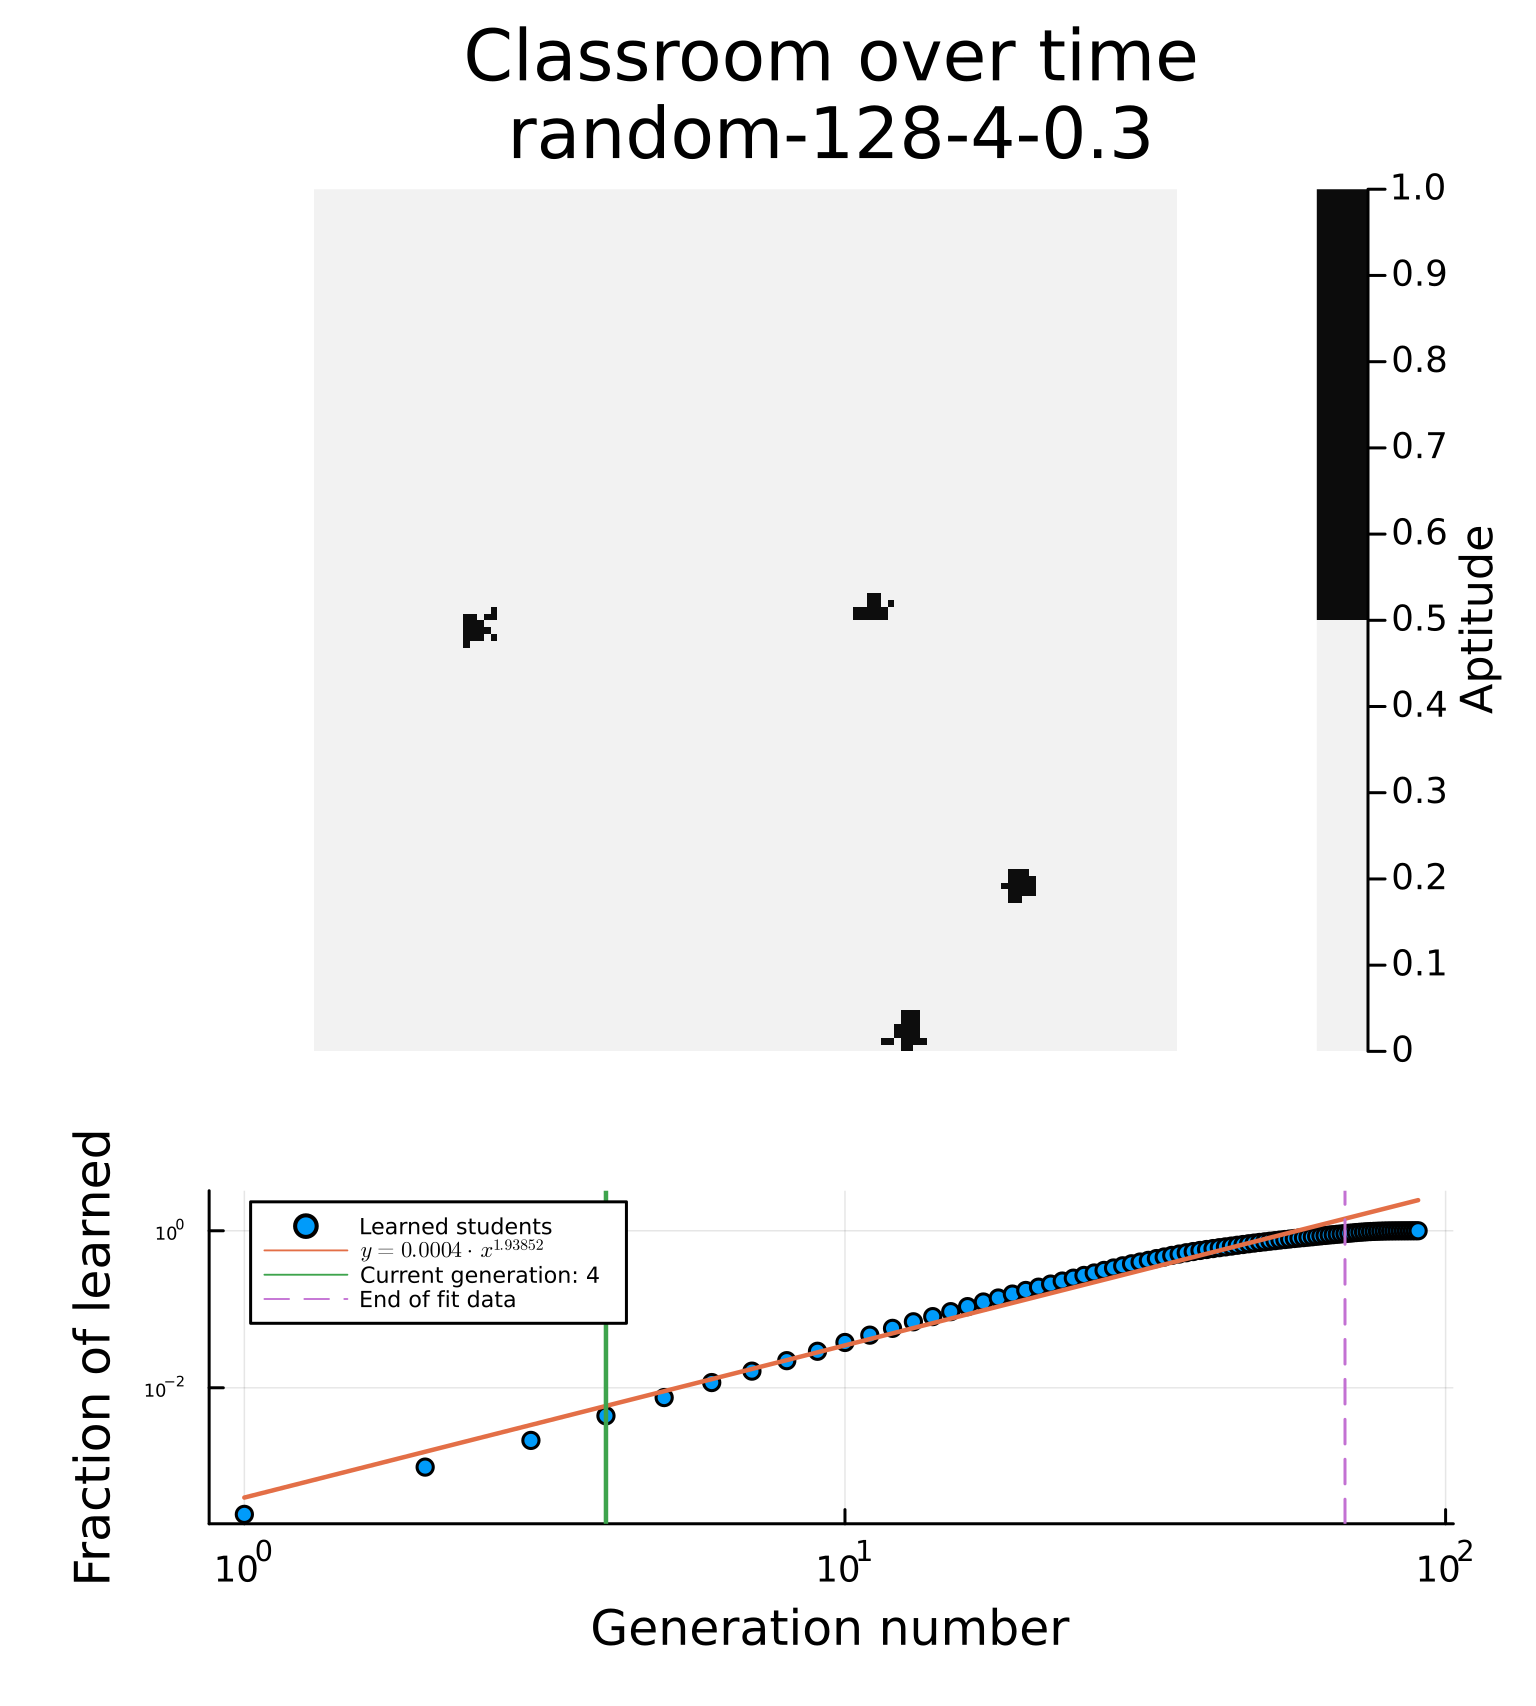 Classroom over time
random-128-4-0.3
1.0
0.9
0.8
0.7
0.6
0.5
0.4
0.3
0.2
0.1
0
Aptitude
Fraction of learned
10⁰
10⁻²
Learned students
y = 0.0004 · x^1.93852
Current generation: 4
End of fit data
10⁰
10¹
10²
Generation number